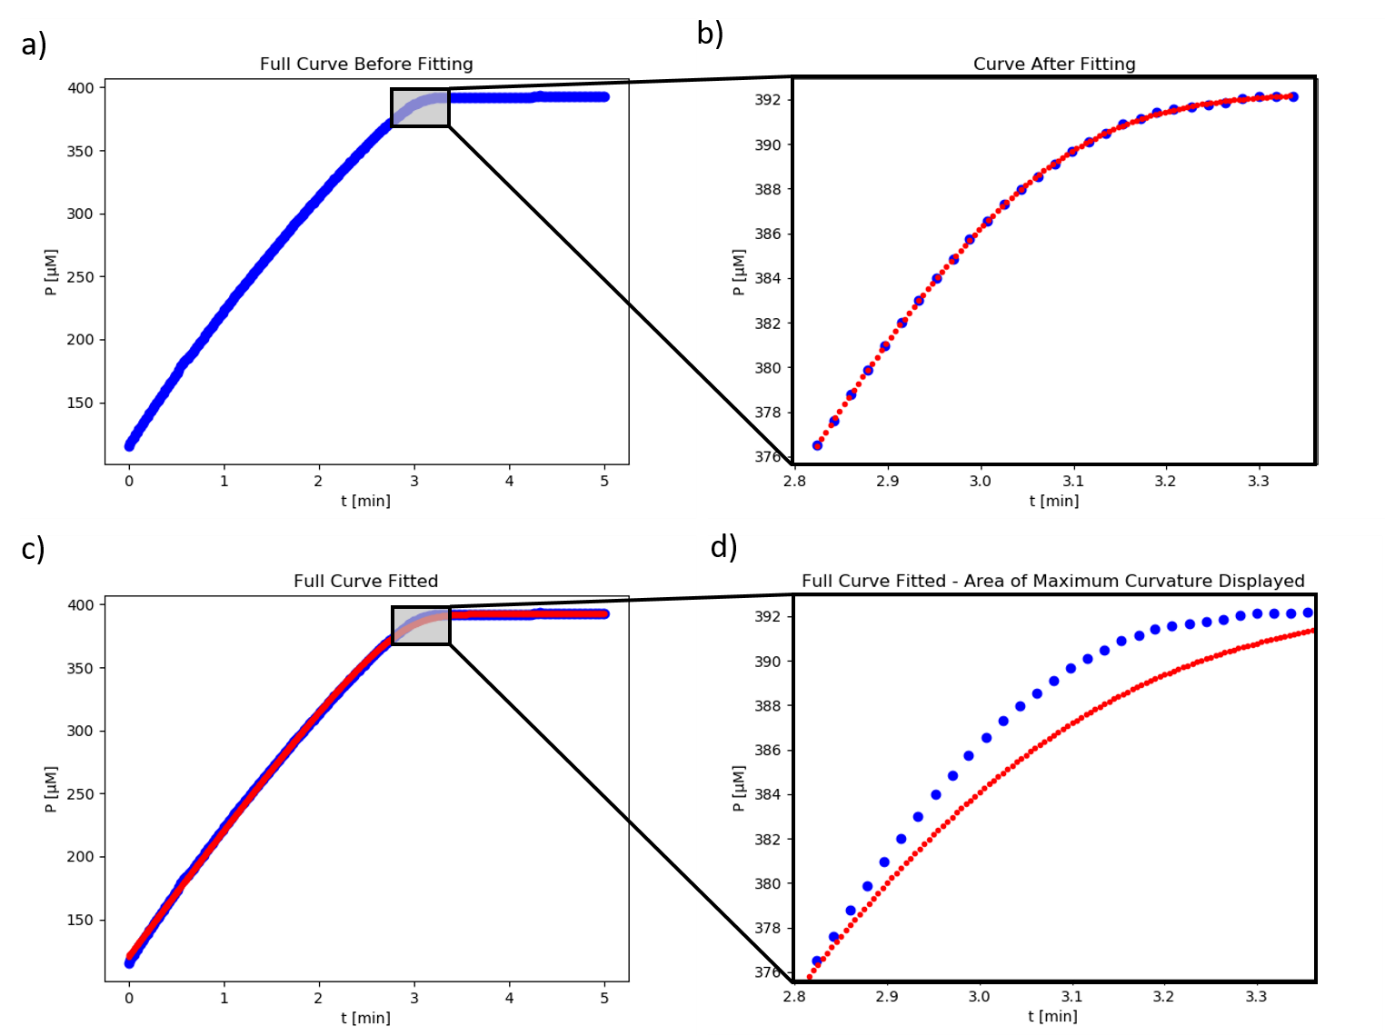 a)
Full Curve Before Fitting
400
350
300
250
200
150
P [μM]
0 1 2 3 4 5
t [min]
b)
Curve After Fitting
392
390
388
386
384
382
380
378
376
P [μM]
2.8 2.9 3.0 3.1 3.2 3.3
t [min]
c)
Full Curve Fitted
400
350
300
250
200
150
P [μM]
0 1 2 3 4 5
t [min]
d)
Full Curve Fitted - Area of Maximum Curvature Displayed
392
390
388
386
384
382
380
378
376
P [μM]
2.8 2.9 3.0 3.1 3.2 3.3
t [min]